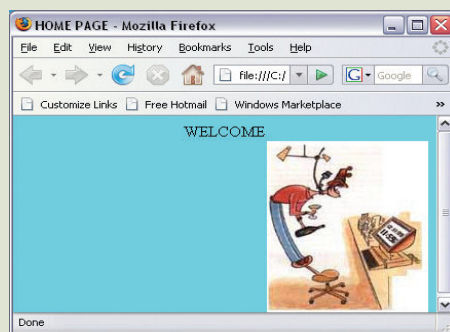 HOME PAGE - Mozilla Firefox
File Edit View History Bookmarks Tools Help
file:///C:/ G Google
Customize Links Free Hotmail Windows Marketplace »
WELCOME
Done